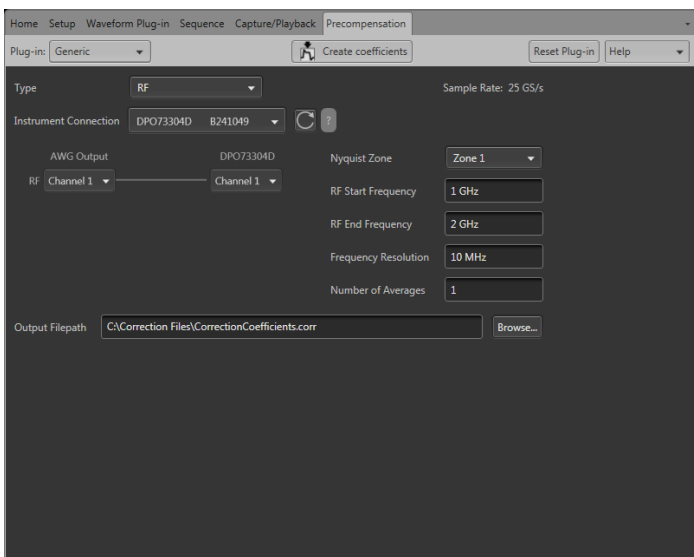 Home Setup Waveform Plug-in Sequence Capture/Playback Precompensation
Plug-in: Generic Create coefficients Reset Plug-in Help
Type RF Sample Rate: 25 GS/s
Instrument Connection DPO73304D B241049 ?
AWG Output DPO73304D Nyquist Zone Zone 1
RF Channel 1 Channel 1
RF Start Frequency 1 GHz
RF End Frequency 2 GHz
Frequency Resolution 10 MHz
Number of Averages 1
Output Filepath C:\Correction Files\CorrectionCoefficients.corr Browse...